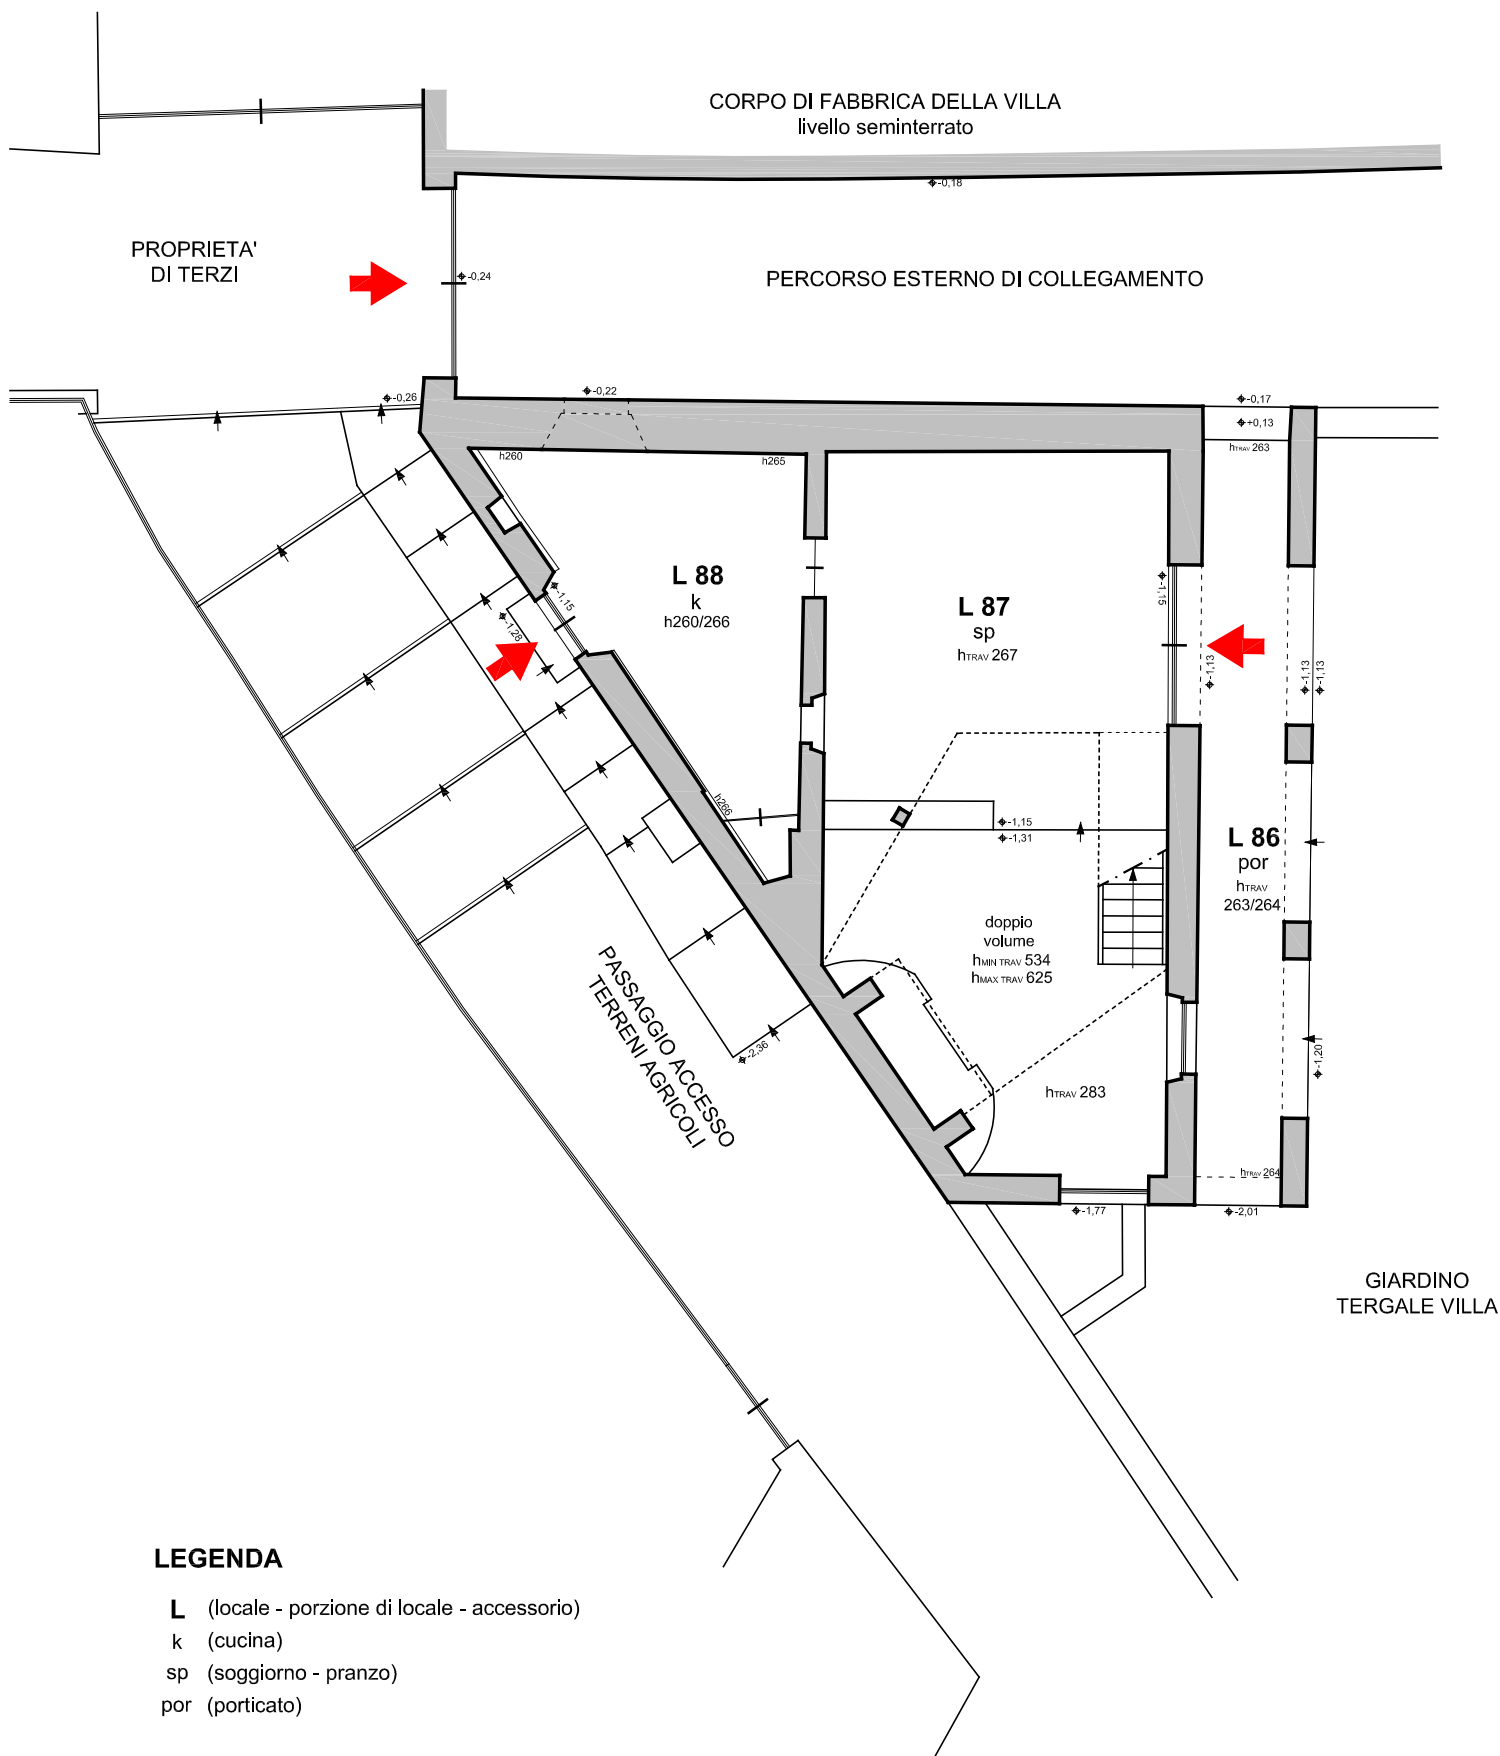 CORPO DI FABBRICA DELLA VILLA
livello seminterrato
-0,18
PROPRIETA'
DI TERZI
-0,24
PERCORSO ESTERNO DI COLLEGAMENTO
-0,26
-0,22
-0,17
+0,13
hTRAV 263
h260
h265
L 88
k
h260/266
-1,15
-1,28
L 87
sp
hTRAV 267
-1,15
-1,13
-1,13
-1,13
h266
-1,15
-1,31
L 86
por
hTRAV
263/264
doppio
volume
hMIN TRAV 534
hMAX TRAV 625
PASSAGGIO ACCESSO
TERRENI AGRICOLI
-2,36
-1,20
hTRAV 283
hTRAV 264
-1,77
-2,01
GIARDINO
TERGALE VILLA
LEGENDA
L (locale - porzione di locale - accessorio)
k (cucina)
sp (soggiorno - pranzo)
por (porticato)